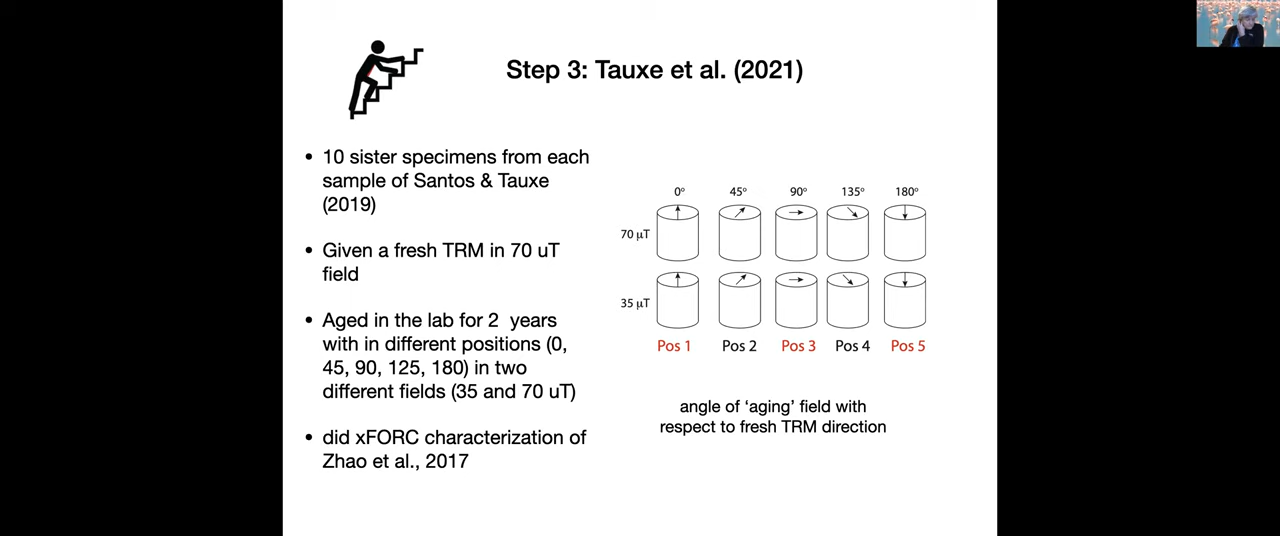 Step 3: Tauxe et al. (2021)
• 10 sister specimens from each
sample of Santos & Tauxe
(2019)
• Given a fresh TRM in 70 uT
field
• Aged in the lab for 2 years
with in different positions (0,
45, 90, 125, 180) in two
different fields (35 and 70 uT)
• did xFORC characterization of
Zhao et al., 2017
0° 45° 90° 135° 180°
70 μT
35 μT
Pos 1 Pos 2 Pos 3 Pos 4 Pos 5
angle of ‘aging’ field with
respect to fresh TRM direction